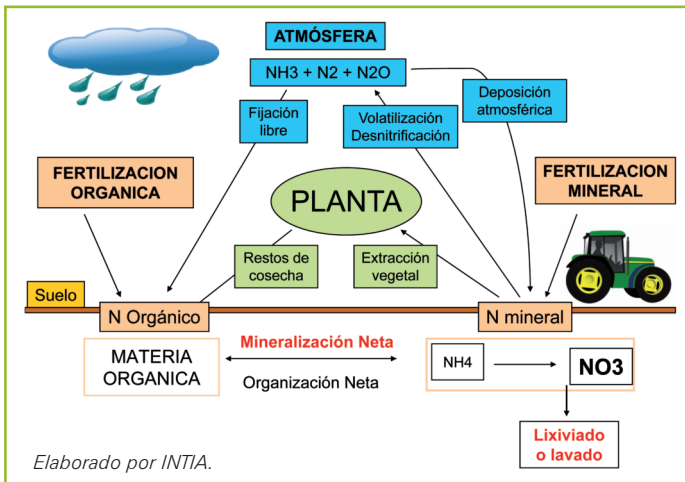 ATMÓSFERA
NH3 + N2 + N2O
Fijación
libre
Volatilización
Desnitrificación
Deposición
atmosférica
FERTILIZACION
ORGANICA
FERTILIZACION
MINERAL
PLANTA
Restos de
cosecha
Extracción
vegetal
Suelo
N Orgánico
N mineral
MATERIA
ORGANICA
Mineralización Neta
Organización Neta
NH4
NO3
Lixiviado
o lavado
Elaborado por INTIA.